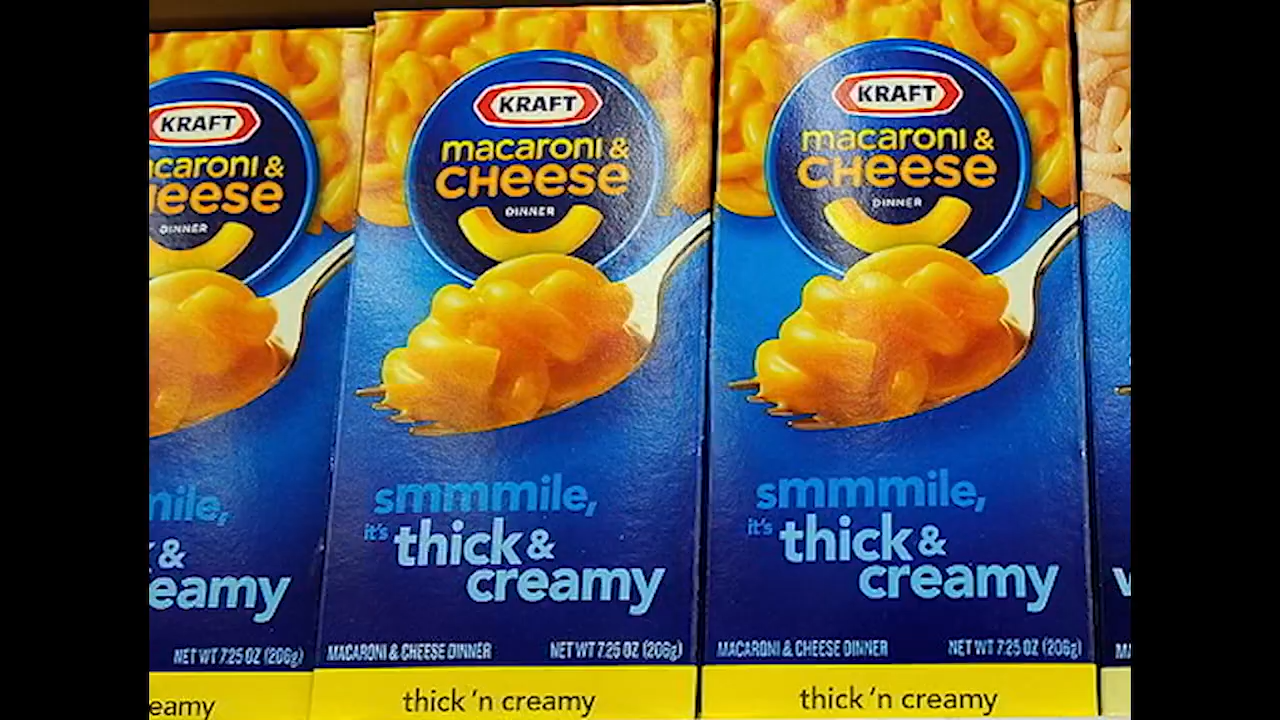 KRAFT
macaroni &
cheese
DINNER
smmmile,
it's thick &
creamy
MACARONI & CHEESE DINNER NET WT 7.25 OZ (206g)
thick 'n creamy
KRAFT
macaroni &
cheese
DINNER
smmmile,
it's thick &
creamy
MACARONI & CHEESE DINNER NET WT 7.25 OZ (206g)
thick 'n creamy
KRAFT
acaroni &
eese
DINNER
mile,
&
eamy
NET WT 7.25 OZ (206g)
eamy